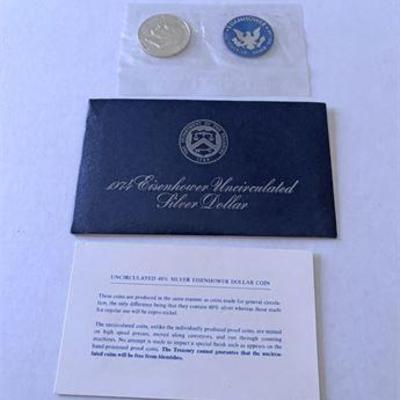 EISENHOWER
1974 Eisenhower Uncirculated
Silver Dollar
UNCIRCULATED 40% SILVER EISENHOWER DOLLAR COIN
These coins are produced in the same manner as coins made for general circula-
tion, the only difference being that they contain 40% silver whereas those made
for regular use will be cupro-nickel.
The uncirculated coins, unlike the individually produced proof coins, are minted
on high speed presses, moved along conveyors, and run through counting
machines. No attempt is made to impart a special finish such as appears on the
hand-processed proof coins. The Treasury cannot guarantee that the uncircu-
lated coins will be free from blemishes.